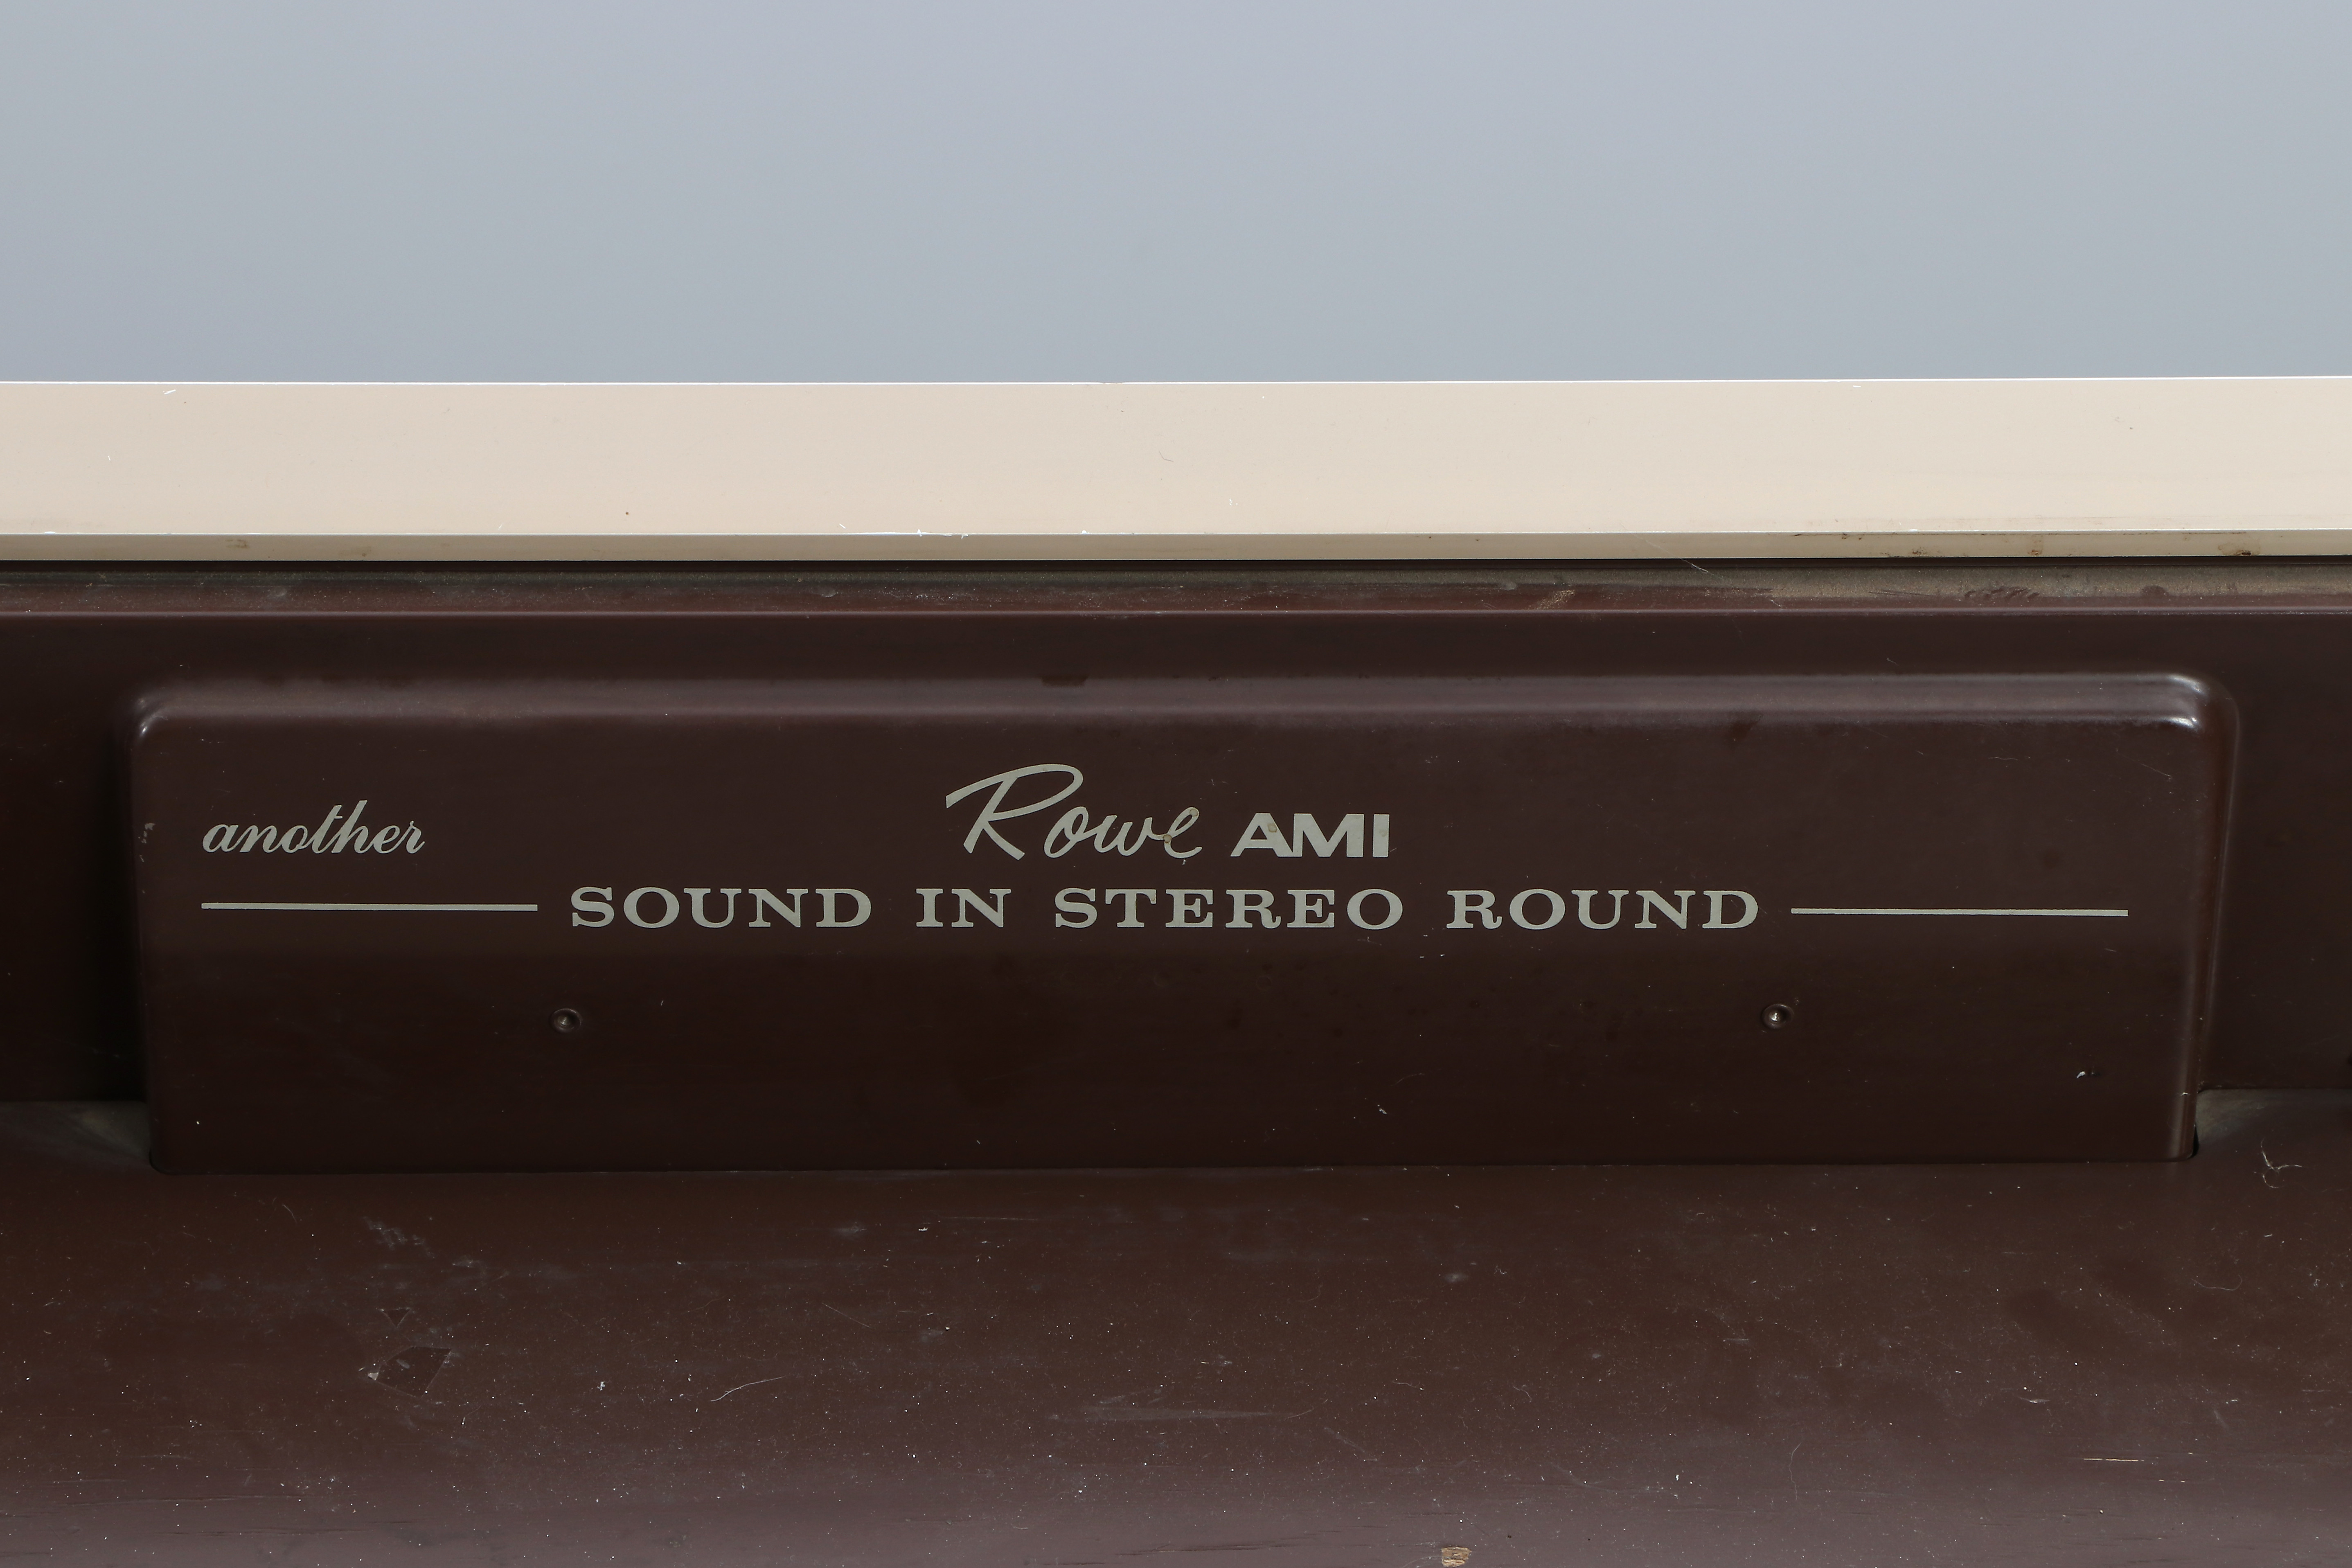 another Rowe AMI
SOUND IN STEREO ROUND